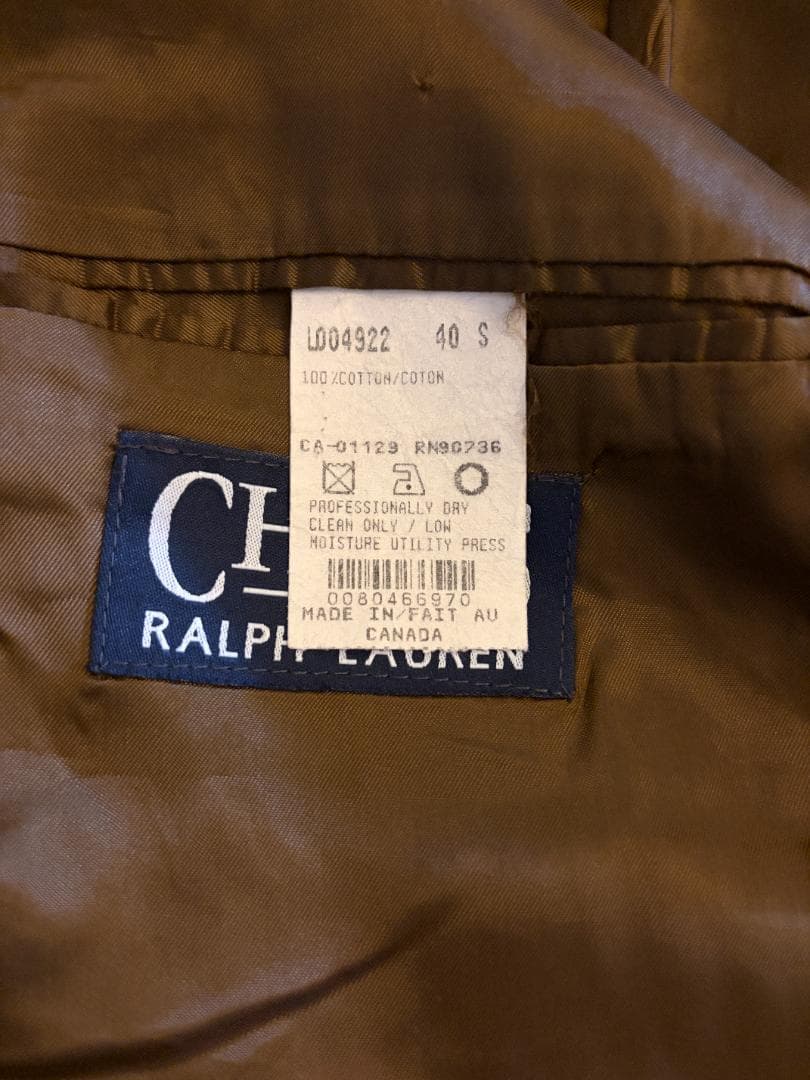 LD04922 40 S
100%COTTON/COTON
CA-01129 RN90736
PROFESSIONALLY DRY
CLEAN ONLY / LOW
MOISTURE UTILITY PRESS
0080466970
MADE IN/FAIT AU
CANADA
CH
RALPH LAUREN